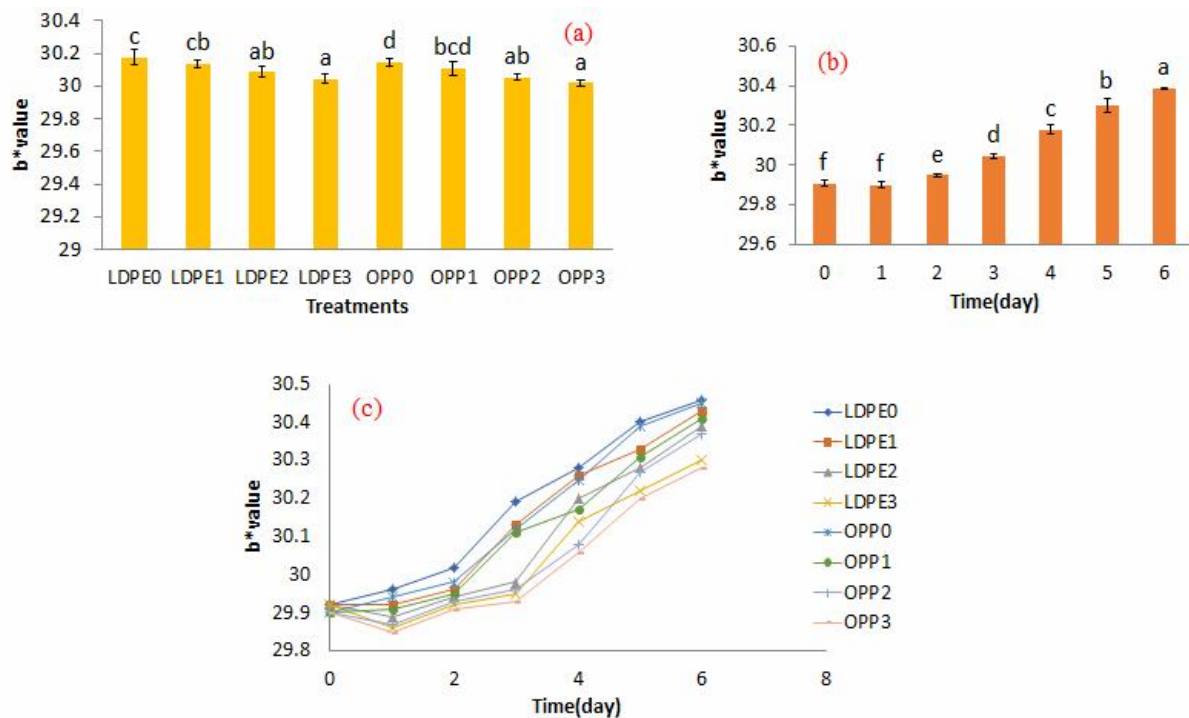 (a)
b*value
30.4
30.2
30
29.8
29.6
29.4
29.2
29
c cb ab a d bcd ab a
LDPE0 LDPE1 LDPE2 LDPE3 OPP0 OPP1 OPP2 OPP3
Treatments
(b)
b*value
30.6
30.4
30.2
30
29.8
29.6
f f e d c b a
0 1 2 3 4 5 6
Time(day)
(c)
b*value
30.5
30.4
30.3
30.2
30.1
30
29.9
29.8
0 2 4 6 8
Time(day)
LDPE0
LDPE1
LDPE2
LDPE3
OPP0
OPP1
OPP2
OPP3